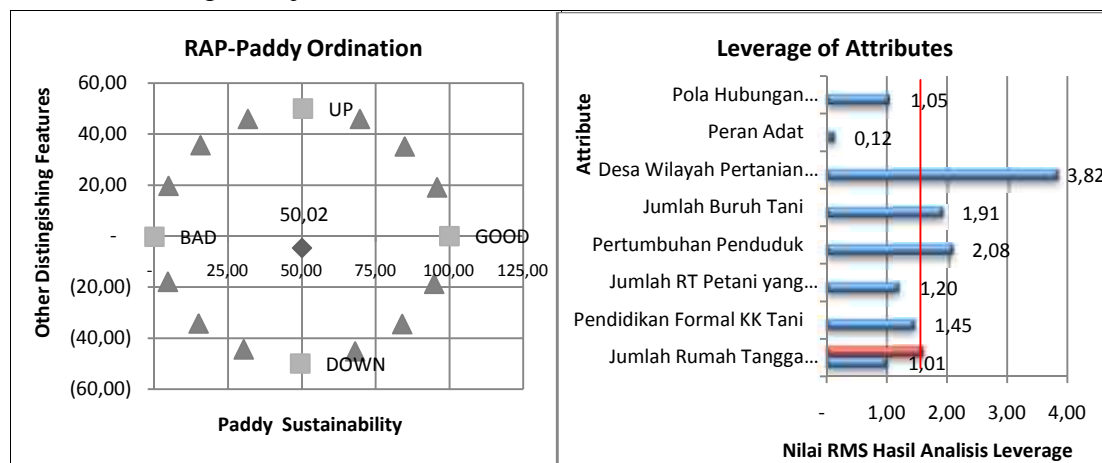 RAP-Paddy Ordination
Other Distingishing Features
60,00
40,00
20,00
-
(20,00)
(40,00)
(60,00)
UP
50,02
BAD
GOOD
-
25,00
50,00
75,00
100,00
125,00
DOWN
Paddy Sustainability
Leverage of Attributes
Attribute
Pola Hubungan...
1,05
Peran Adat
0,12
Desa Wilayah Pertanian...
3,82
Jumlah Buruh Tani
1,91
Pertumbuhan Penduduk
2,08
Jumlah RT Petani yang...
1,20
Pendidikan Formal KK Tani
1,45
Jumlah Rumah Tangga...
1,01
-
1,00
2,00
3,00
4,00
Nilai RMS Hasil Analisis Leverage